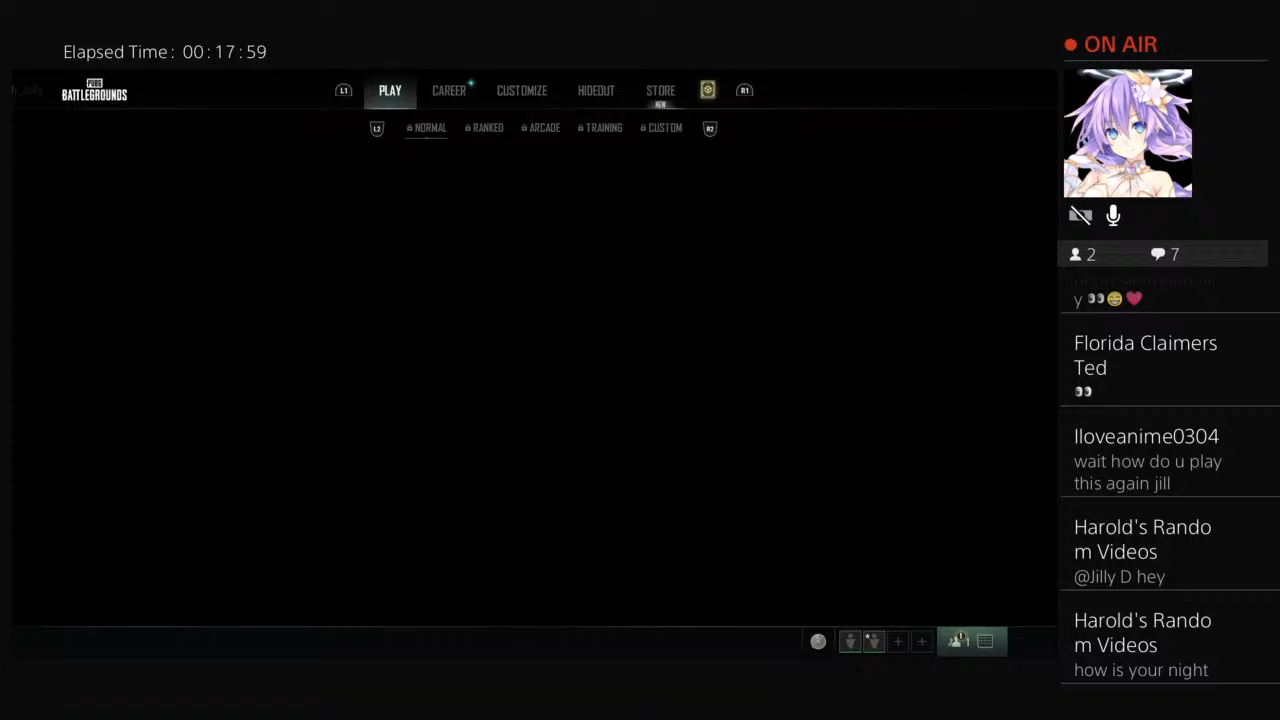 Elapsed Time: 00:17:59
ON AIR
PUBG
BATTLEGROUNDS
L1 PLAY CAREER CUSTOMIZE HIDEOUT STORE R1
NEW
L2 NORMAL RANKED ARCADE TRAINING CUSTOM R2
2 7
y 👀😁💗
Florida Claimers
Ted
👀
Iloveanime0304
wait how do u play
this again jill
Harold's Rando
m Videos
@Jilly D hey
Harold's Rando
m Videos
how is your night